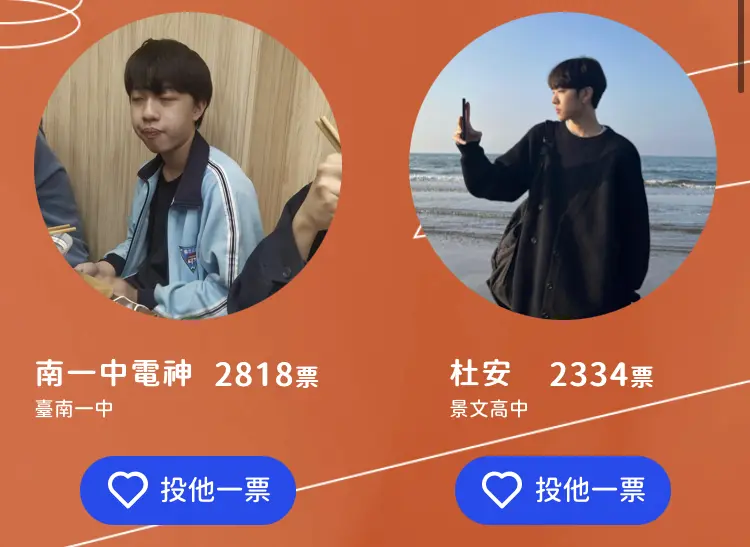 南一中電神 2818票
臺南一中
投他一票
杜安 2334票
景文高中
投他一票